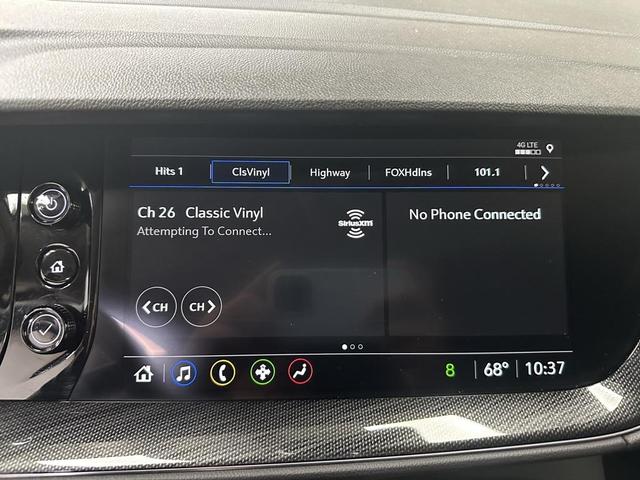 4G LTE
Hits 1 ClsVinyl Highway FOXHdlns 101.1
Ch 26 Classic Vinyl
Attempting To Connect...
SiriusXM
No Phone Connected
CH CH
8 68° 10:37